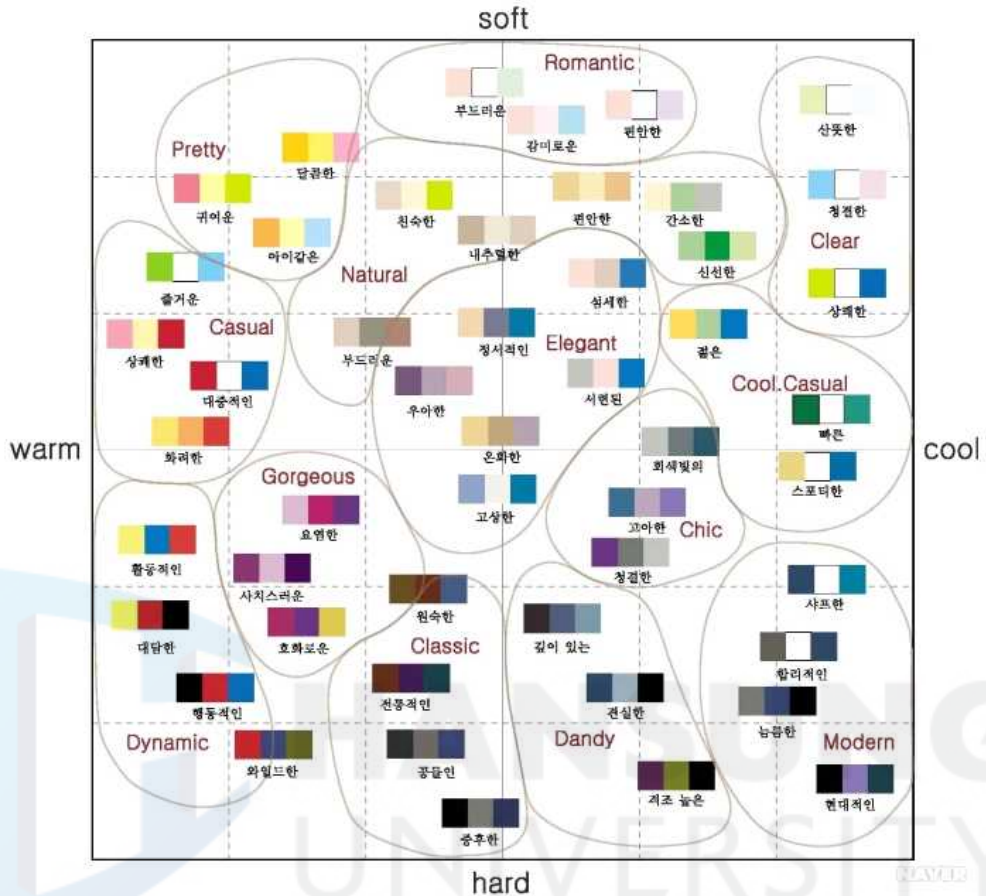 soft
Romantic
부드러운
감미로운
편안한
산뜻한
Pretty
달콤한
귀여운
아이같은
친숙한
편안한
간소한
청결한
내추럴한
신선한
Clear
즐거운
Natural
섬세한
상쾌한
Casual
상쾌한
부드러운
정서적인
Elegant
젊은
대중적인
우아한
서현된
Cool.Casual
화려한
온화한
회색빛의
빠른
warm
cool
스포티한
Gorgeous
고상한
요염한
고아한
Chic
활동적인
청결한
사치스러운
샤프한
원숙한
대담한
호화로운
Classic
깊이 있는
합리적인
행동적인
전통적인
견실한
늠름한
Dynamic
와일드한
공들인
Dandy
Modern
격조 높은
현대적인
중후한
HANSUNG
UNIVERSITY
NAVER
hard